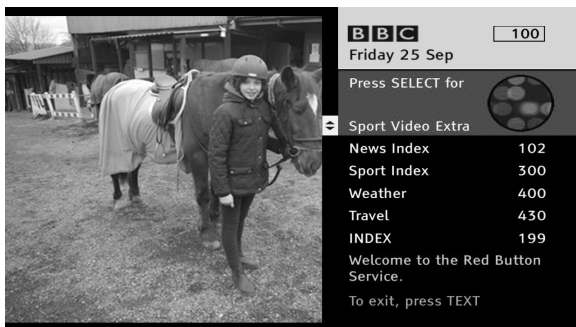 BBC 100
Friday 25 Sep
Press SELECT for
Sport Video Extra
News Index 102
Sport Index 300
Weather 400
Travel 430
INDEX 199
Welcome to the Red Button
Service.
To exit, press TEXT